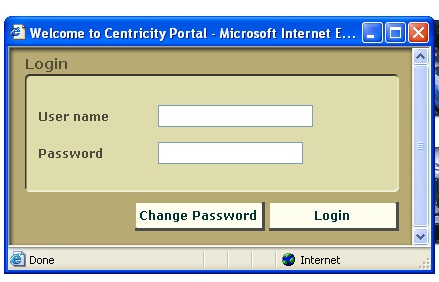 Welcome to Centricity Portal - Microsoft Internet E...
Login
User name
Password
Change Password
Login
Done
Internet